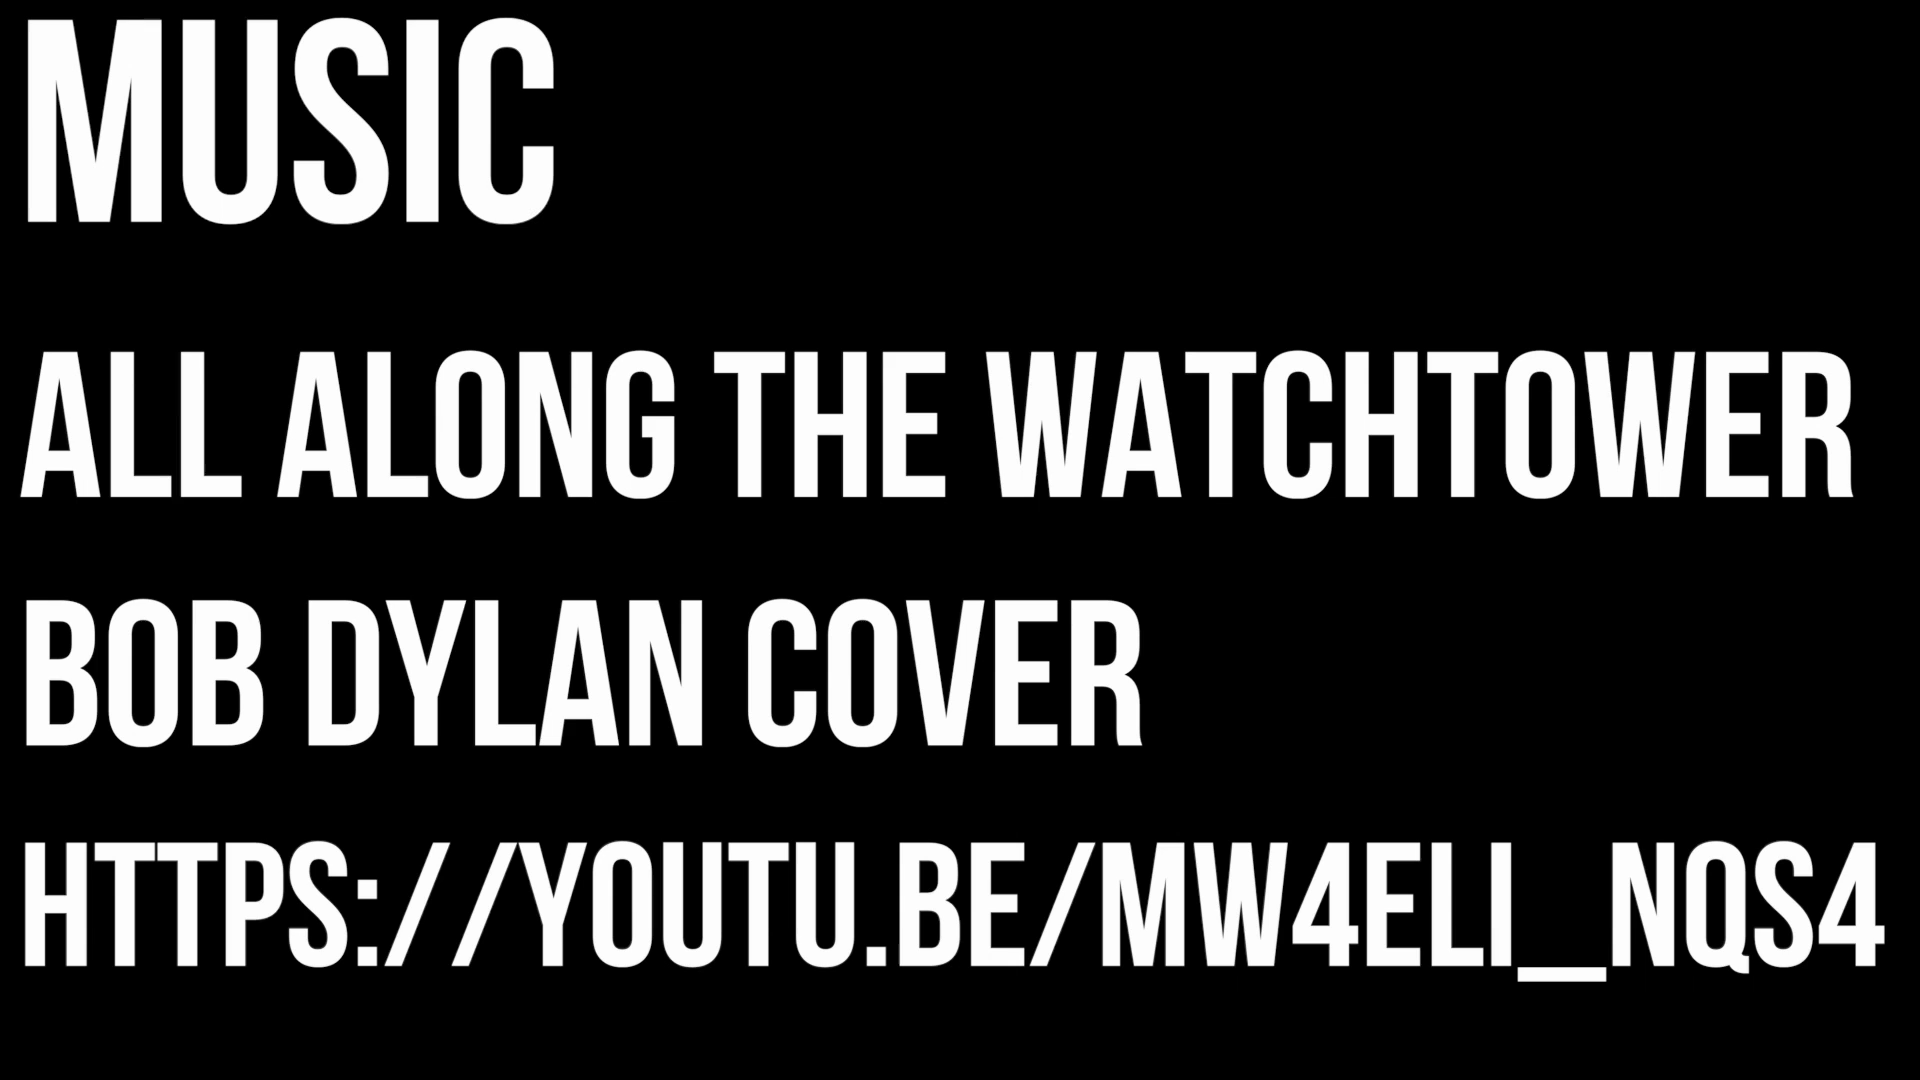 MUSIC
ALL ALONG THE WATCHTOWER
BOB DYLAN COVER
HTTPS://YOUTU.BE/MW4ELI_NQS4